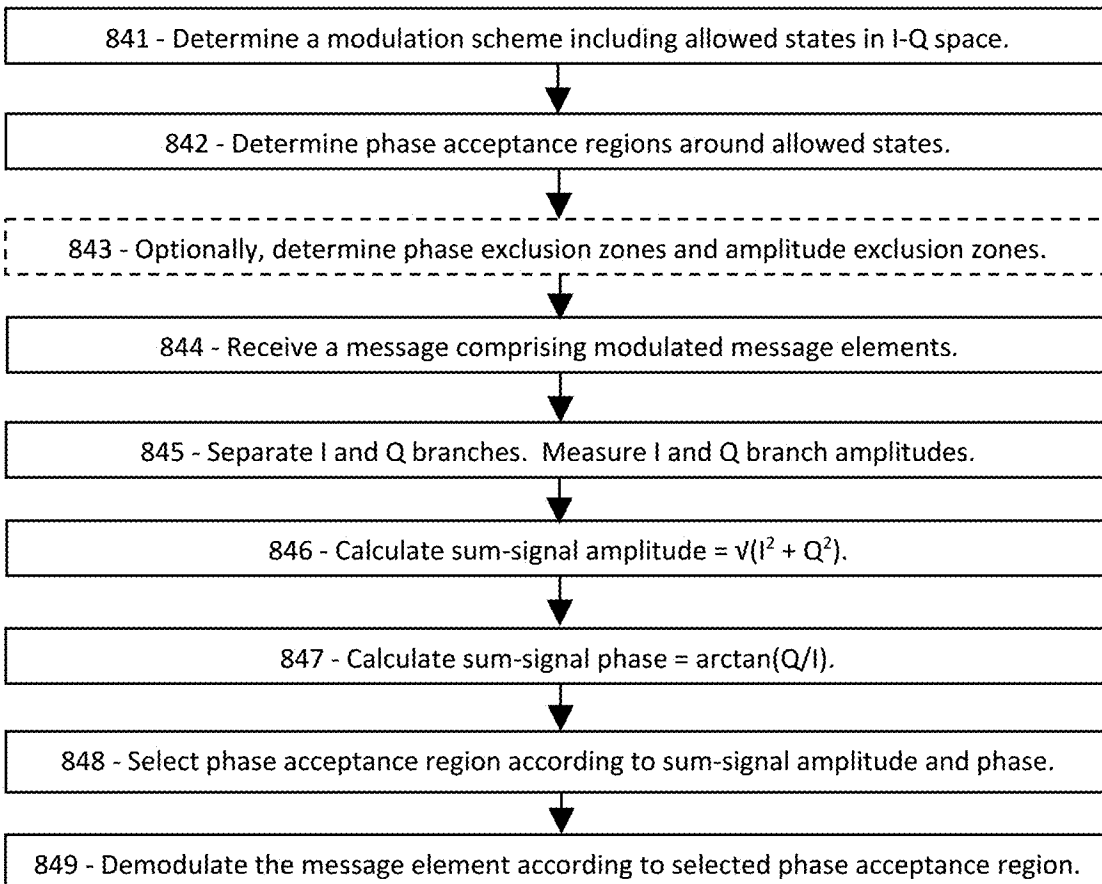 841 - Determine a modulation scheme including allowed states in I-Q space.
842 - Determine phase acceptance regions around allowed states.
843 - Optionally, determine phase exclusion zones and amplitude exclusion zones.
844 - Receive a message comprising modulated message elements.
845 - Separate I and Q branches.  Measure I and Q branch amplitudes.
846 - Calculate sum-signal amplitude = √(I² + Q²).
847 - Calculate sum-signal phase = arctan(Q/I).
848 - Select phase acceptance region according to sum-signal amplitude and phase.
849 - Demodulate the message element according to selected phase acceptance region.